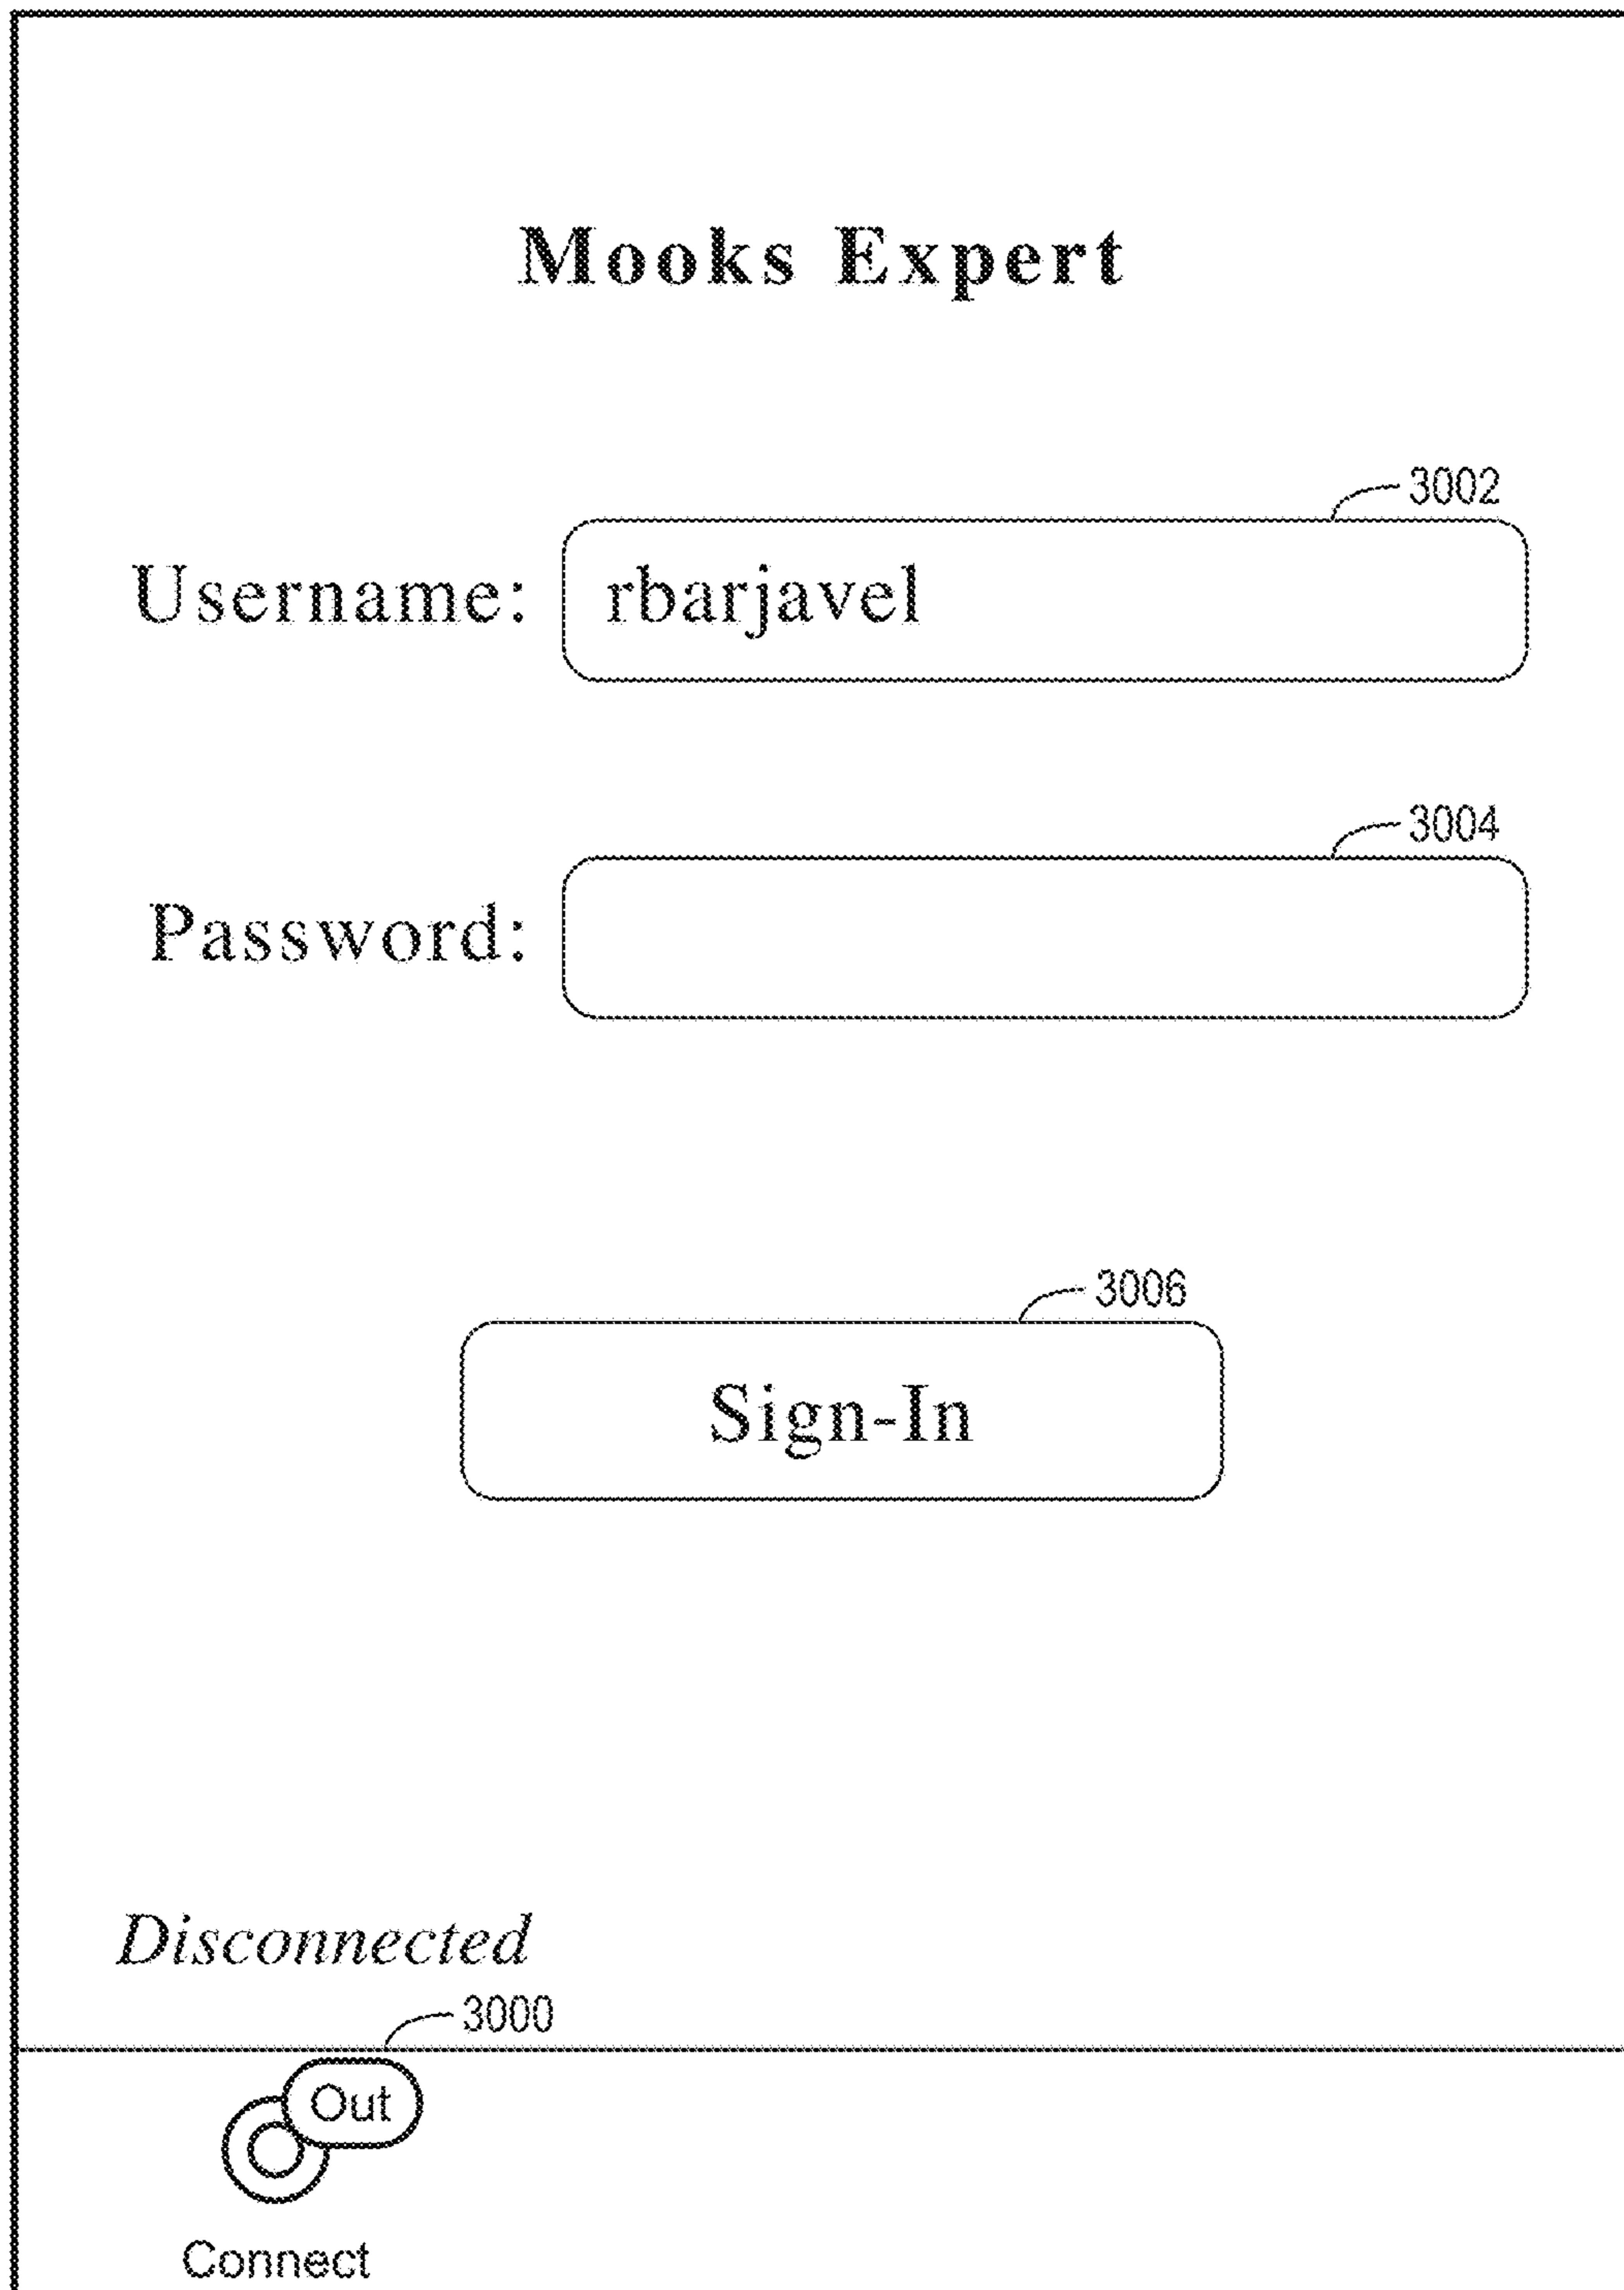 Mooks Expert
3002
Username: rbarjavel
3004
Password:
3006
Sign-In
Disconnected
3000
Out
Connect